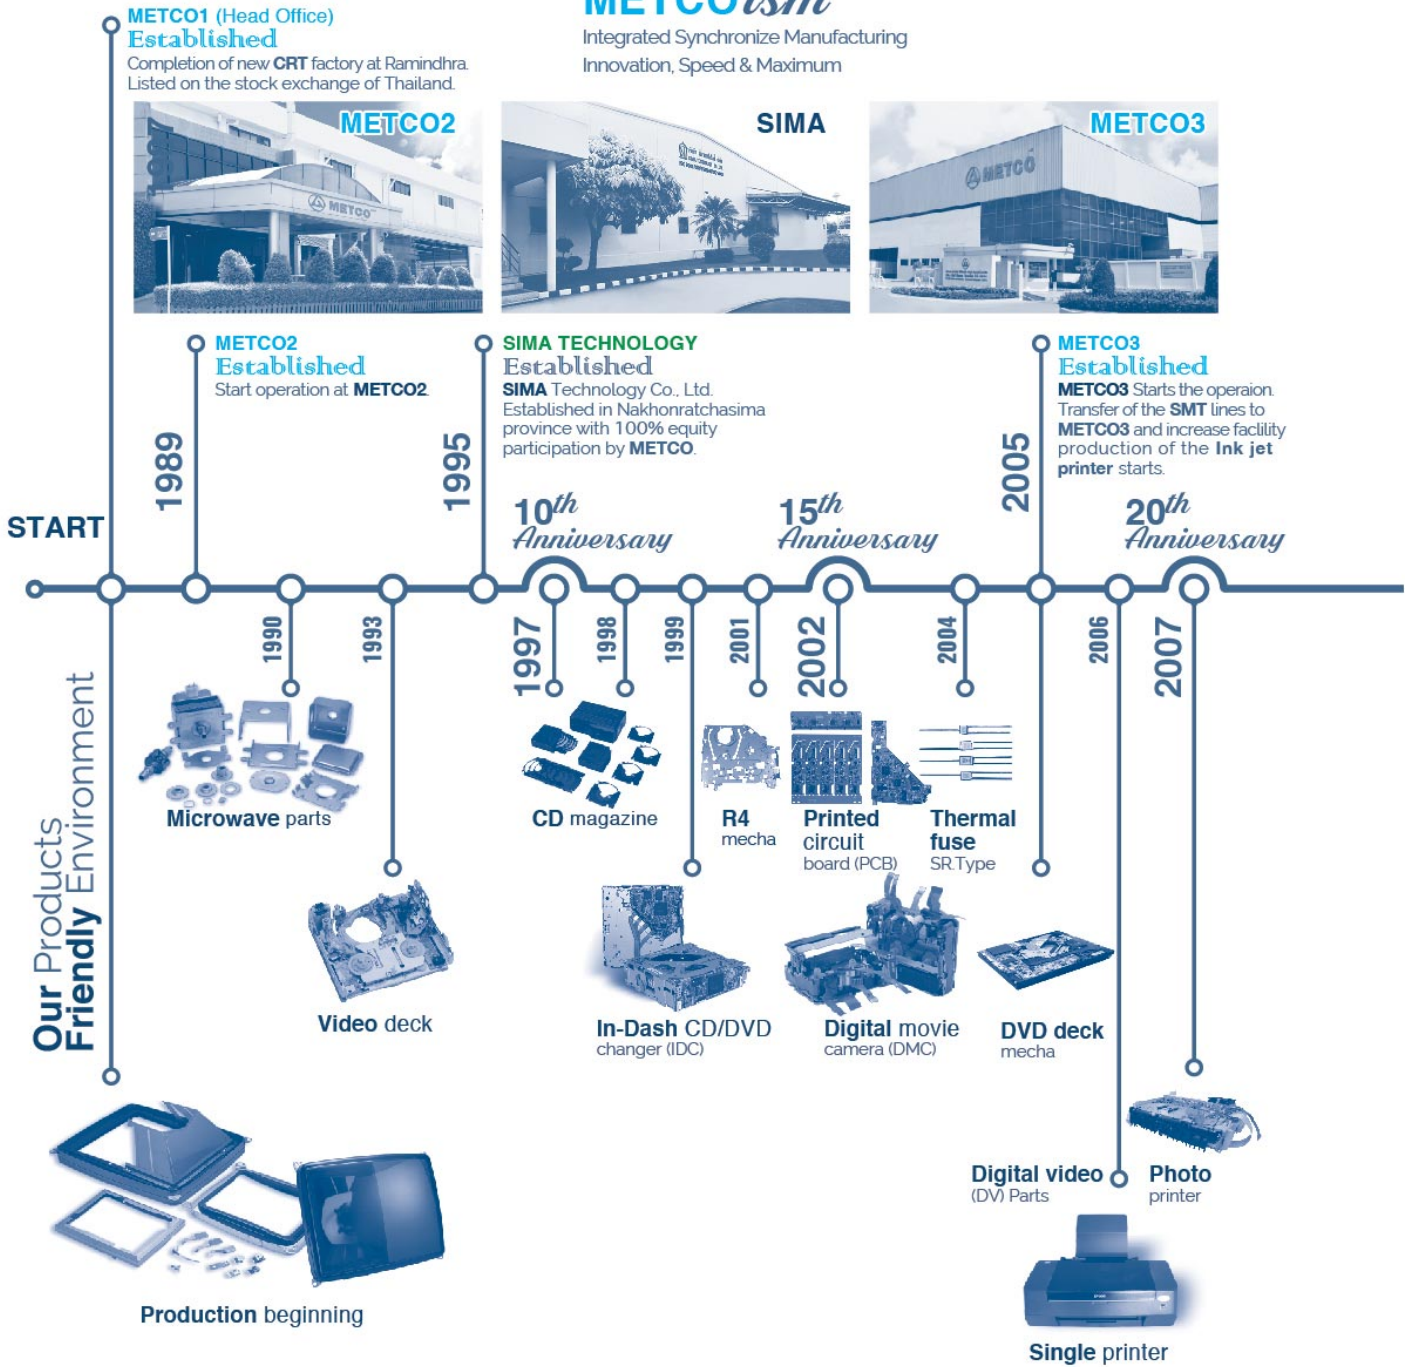 METCOism
Integrated Synchronize Manufacturing
Innovation, Speed & Maximum
METCO1 (Head Office)
Established
Completion of new CRT factory at Ramindhra.
Listed on the stock exchange of Thailand.
METCO2
METCO
SIMA
METCO3
METCO
METCO2
Established
Start operation at METCO2.
SIMA TECHNOLOGY
Established
SIMA Technology Co., Ltd.
Established in Nakhonratchasima
province with 100% equity
participation by METCO.
METCO3
Established
METCO3 Starts the operaion.
Transfer of the SMT lines to
METCO3 and increase faclility
production of the Ink jet
printer starts.
1989
1995
2005
START
10th
Anniversary
15th
Anniversary
20th
Anniversary
1990
1993
1997
1998
1999
2001
2002
2004
2006
2007
Our Products
Friendly Environment
Microwave parts
CD magazine
R4
mecha
Printed
circuit
board (PCB)
Thermal
fuse
SR.Type
Video deck
In-Dash CD/DVD
changer (IDC)
Digital movie
camera (DMC)
DVD deck
mecha
Digital video
(DV) Parts
Photo
printer
Production beginning
Single printer